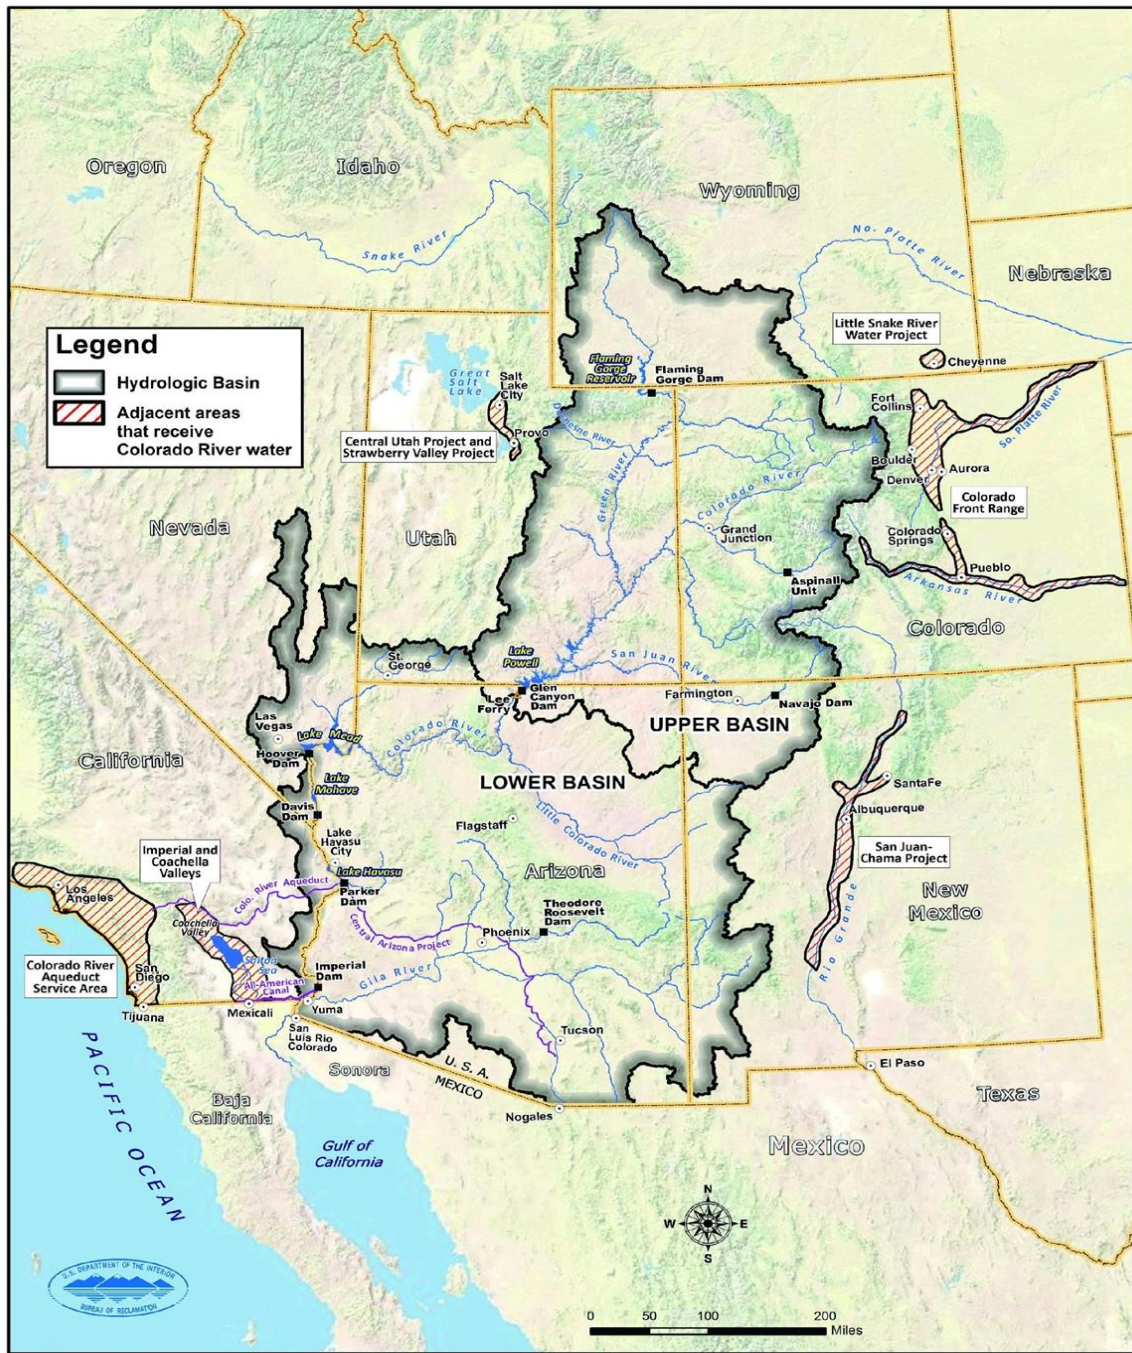 Oregon
Idaho
Wyoming
Snake River
No. Platte River
Nebraska
Legend
Hydrologic Basin
Adjacent areas
that receive
Colorado River water
Little Snake River
Water Project
Cheyenne
Flaming
Gorge
Reservoir
Flaming
Gorge Dam
Great
Salt
Lake
Salt
Lake
City
Provo
Central Utah Project and
Strawberry Valley Project
Duchesne River
Green River
Fort
Collins
So. Platte River
Boulder
Denver
Aurora
Colorado
Front Range
Colorado River
Grand
Junction
Colorado
Springs
Pueblo
Aspinall
Unit
Arkansas River
Colorado
Nevada
Utah
St.
George
Lake
Powell
San Juan River
Lee
Ferry
Glen
Canyon
Dam
Farmington
Navajo Dam
UPPER BASIN
Las
Vegas
Lake Mead
Hoover
Dam
Colorado River
California
LOWER BASIN
Lake
Mohave
Davis
Dam
Flagstaff
Little Colorado River
SantaFe
Albuquerque
San Juan-
Chama Project
Imperial and
Coachella
Valleys
Lake
Havasu
City
Lake Havasu
Parker
Dam
Colo. River Aqueduct
Arizona
Theodore
Roosevelt
Dam
New
Mexico
Los
Angeles
Coachella
Valley
Central Arizona Project
Phoenix
Rio Grande
Colorado River
Aqueduct
Service Area
San
Diego
Salton
Sea
All-American
Canal
Imperial
Dam
Gila River
Tijuana
Mexicali
Yuma
San
Luis Rio
Colorado
Tucson
El Paso
Sonora
U. S. A.
MEXICO
Nogales
Texas
Baja
California
Mexico
PACIFIC OCEAN
Gulf of
California
N
W
E
S
U.S. DEPARTMENT OF THE INTERIOR
BUREAU OF RECLAMATION
0 50 100 200
Miles